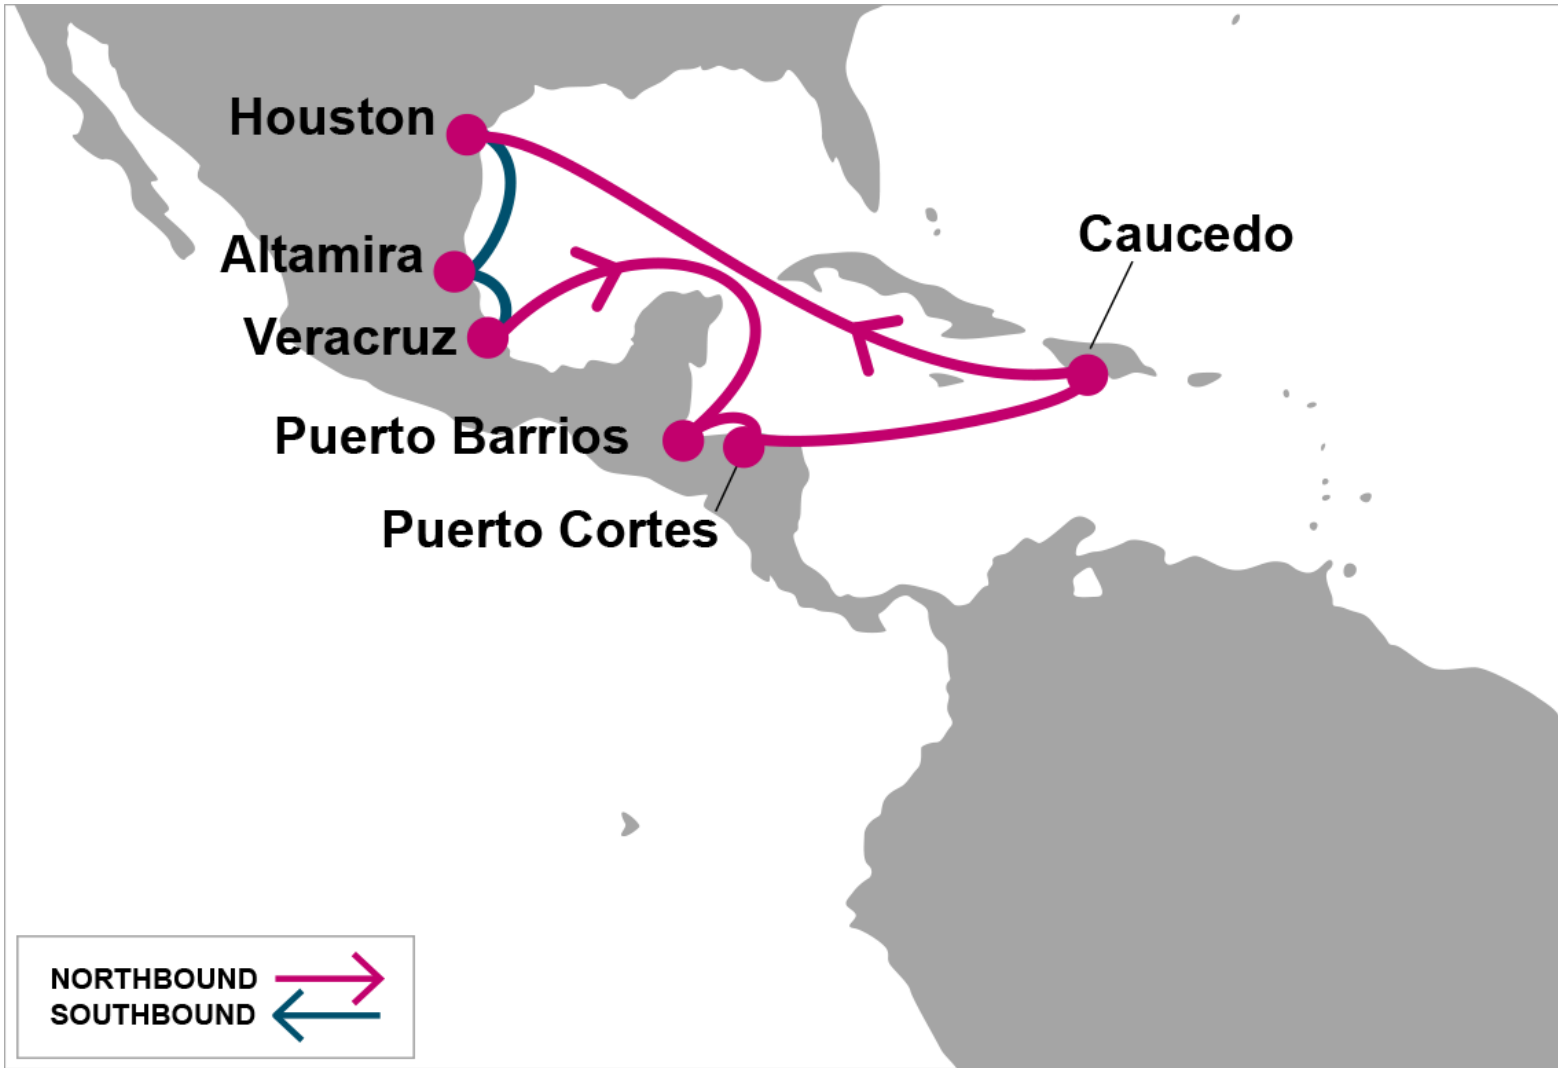 Houston
Altamira
Caucedo
Veracruz
Puerto Barrios
Puerto Cortes
NORTHBOUND
SOUTHBOUND